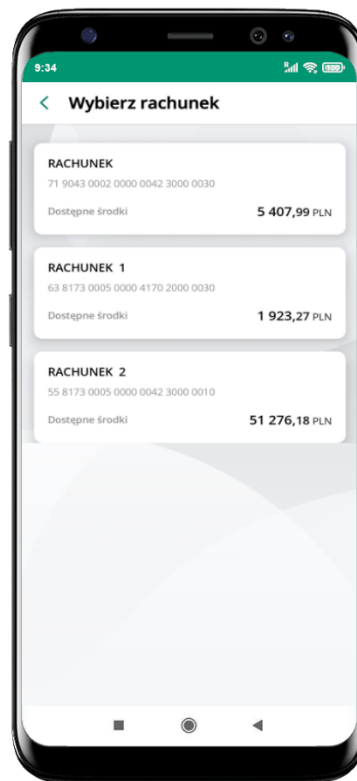 9:34
R
100
Wybierz rachunek
RACHUNEK
71 9043 0002 0000 0042 3000 0030
Dostępne środki 5 407,99 PLN
RACHUNEK 1
63 8173 0005 0000 4170 2000 0030
Dostępne środki 1 923,27 PLN
RACHUNEK 2
55 8173 0005 0000 0042 3000 0010
Dostępne środki 51 276,18 PLN